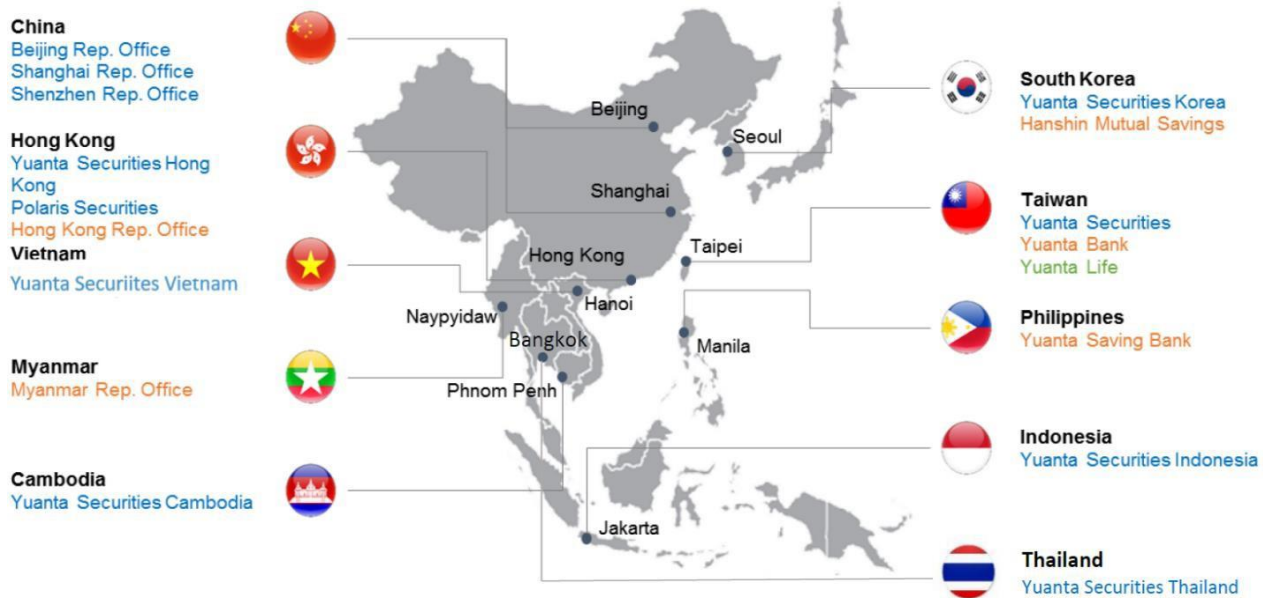 China
Beijing Rep. Office
Shanghai Rep. Office
Shenzhen Rep. Office
Hong Kong
Yuanta Securities Hong
Kong
Polaris Securities
Hong Kong Rep. Office
Vietnam
Yuanta Securiites Vietnam
Myanmar
Myanmar Rep. Office
Cambodia
Yuanta Securities Cambodia
Beijing
Seoul
Shanghai
Taipei
Hong Kong
Hanoi
Naypyidaw
Bangkok
Manila
Phnom Penh
Jakarta
South Korea
Yuanta Securities Korea
Hanshin Mutual Savings
Taiwan
Yuanta Securities
Yuanta Bank
Yuanta Life
Philippines
Yuanta Saving Bank
Indonesia
Yuanta Securities Indonesia
Thailand
Yuanta Securities Thailand